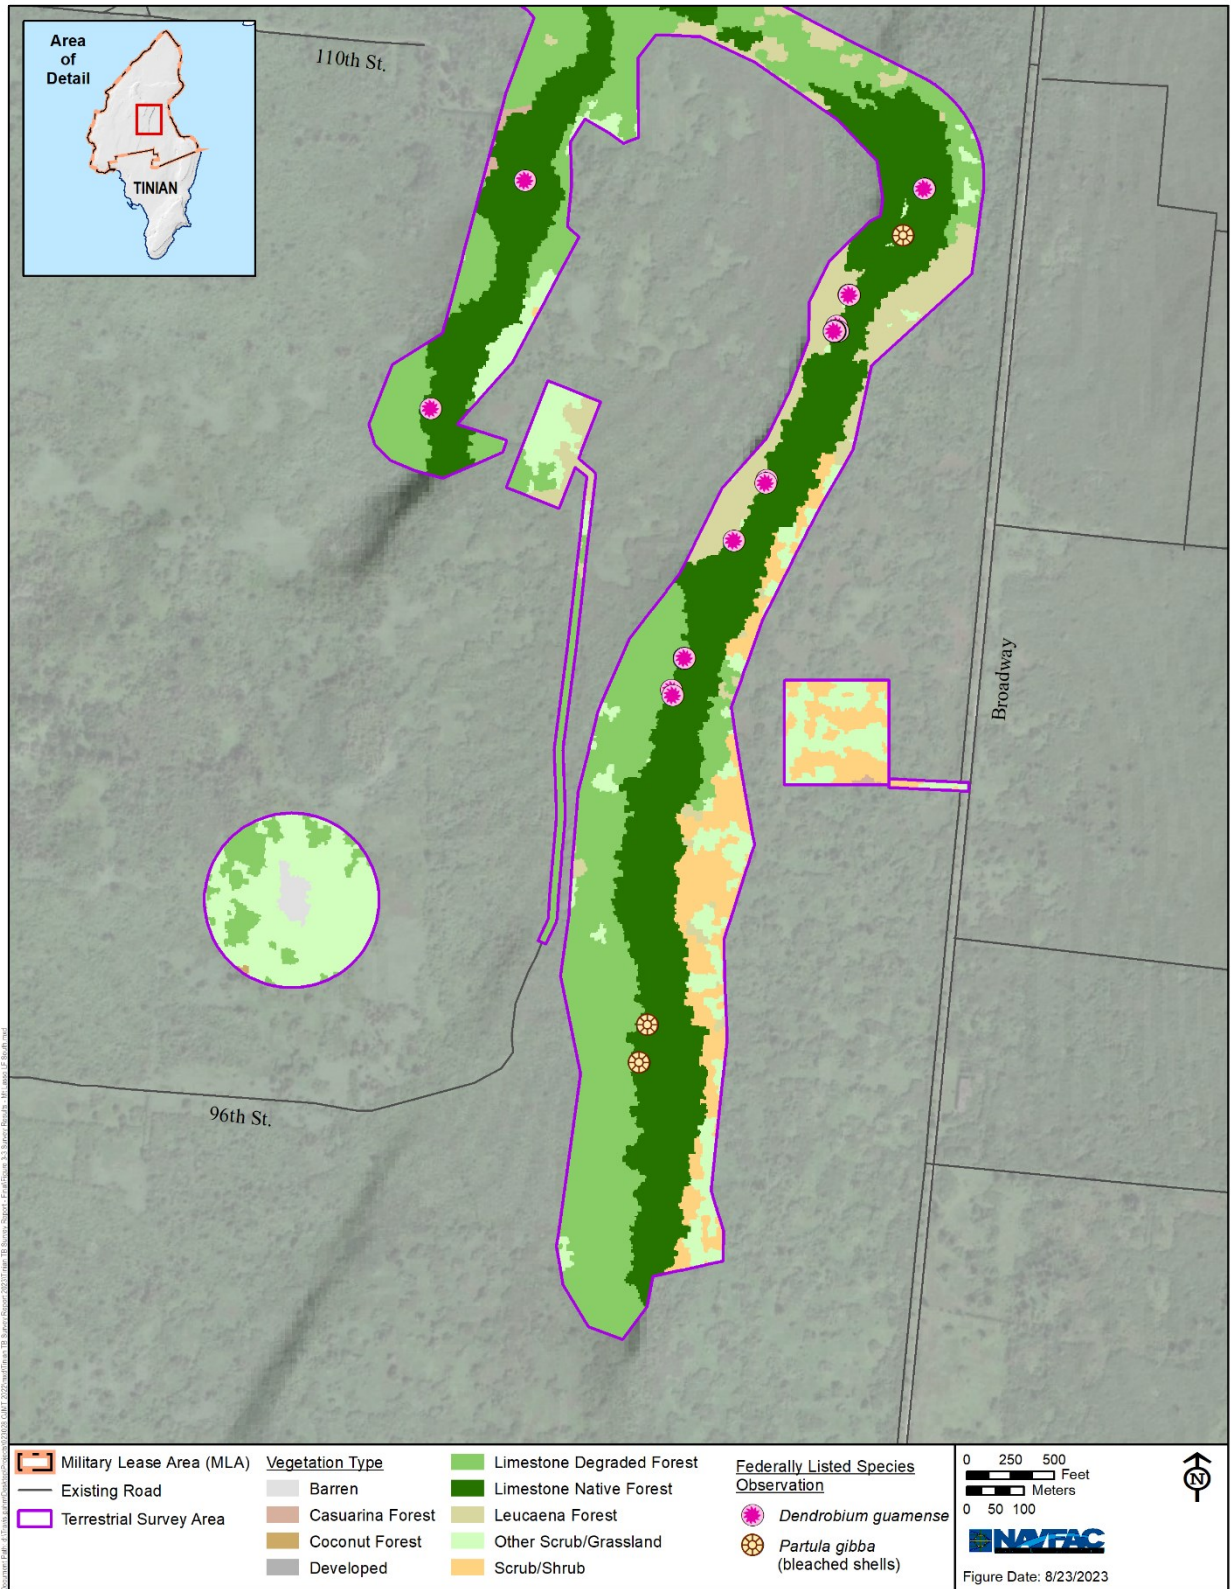 Area
of
Detail
TINIAN
110th St.
Broadway
96th St.
Military Lease Area (MLA)
Existing Road
Terrestrial Survey Area
Vegetation Type
Barren
Casuarina Forest
Coconut Forest
Developed
Limestone Degraded Forest
Limestone Native Forest
Leucaena Forest
Other Scrub/Grassland
Scrub/Shrub
Federally Listed Species
Observation
Dendrobium guamense
Partula gibba
(bleached shells)
0 250 500
Feet
Meters
0 50 100
N
NAVFAC
Figure Date: 8/23/2023